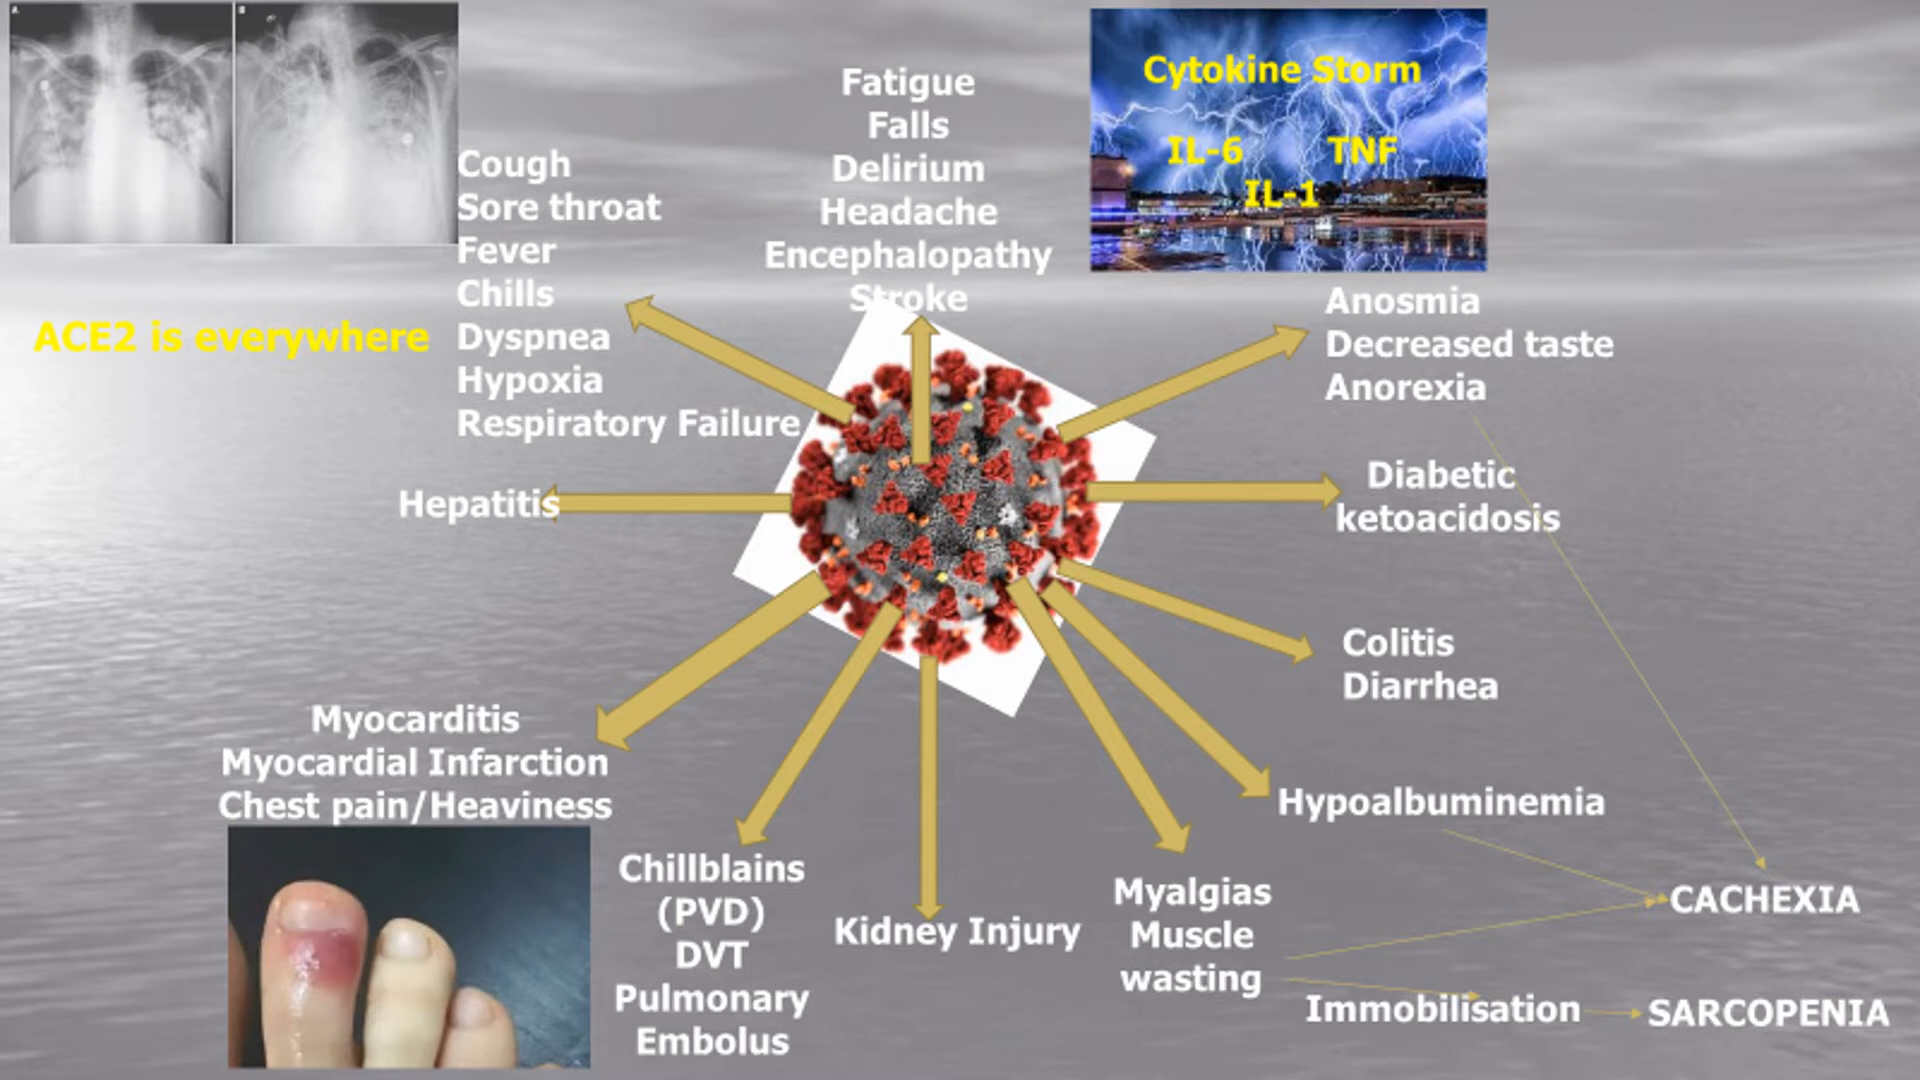 A
B
Cough
Sore throat
Fever
Chills
Dyspnea
Hypoxia
Respiratory Failure
Fatigue
Falls
Delirium
Headache
Encephalopathy
Stroke
Cytokine Storm
IL-6 TNF
IL-1
ACE2 is everywhere
Anosmia
Decreased taste
Anorexia
Hepatitis
Diabetic
ketoacidosis
Colitis
Diarrhea
Myocarditis
Myocardial Infarction
Chest pain/Heaviness
Hypoalbuminemia
Chillblains
(PVD)
DVT
Pulmonary
Embolus
Kidney Injury
Myalgias
Muscle
wasting
CACHEXIA
Immobilisation
SARCOPENIA